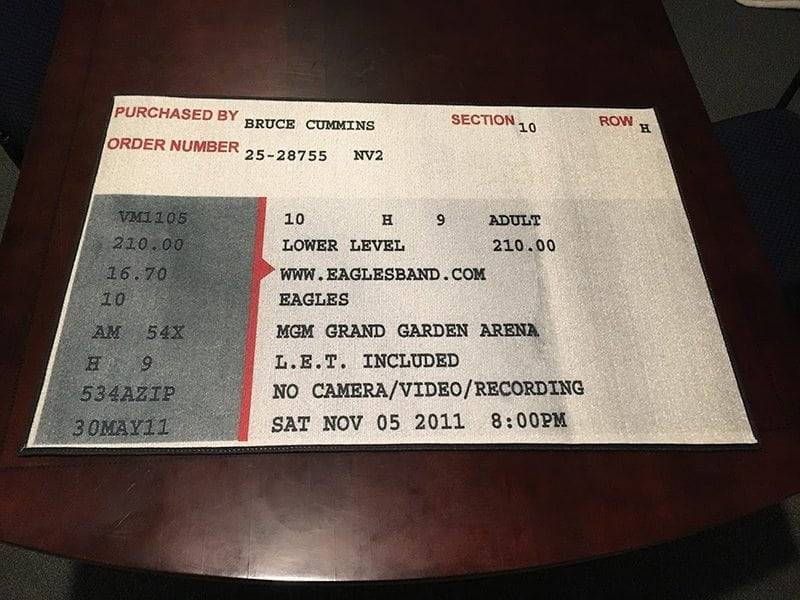 PURCHASED BY BRUCE CUMMINS SECTION 10 ROW H
ORDER NUMBER 25-28755 NV2
VM1105 10 H 9 ADULT
210.00 LOWER LEVEL 210.00
16.70 WWW.EAGLESBAND.COM
10 EAGLES
AM 54X MGM GRAND GARDEN ARENA
H 9 L.E.T. INCLUDED
534AZIP NO CAMERA/VIDEO/RECORDING
30MAY11 SAT NOV 05 2011 8:00PM